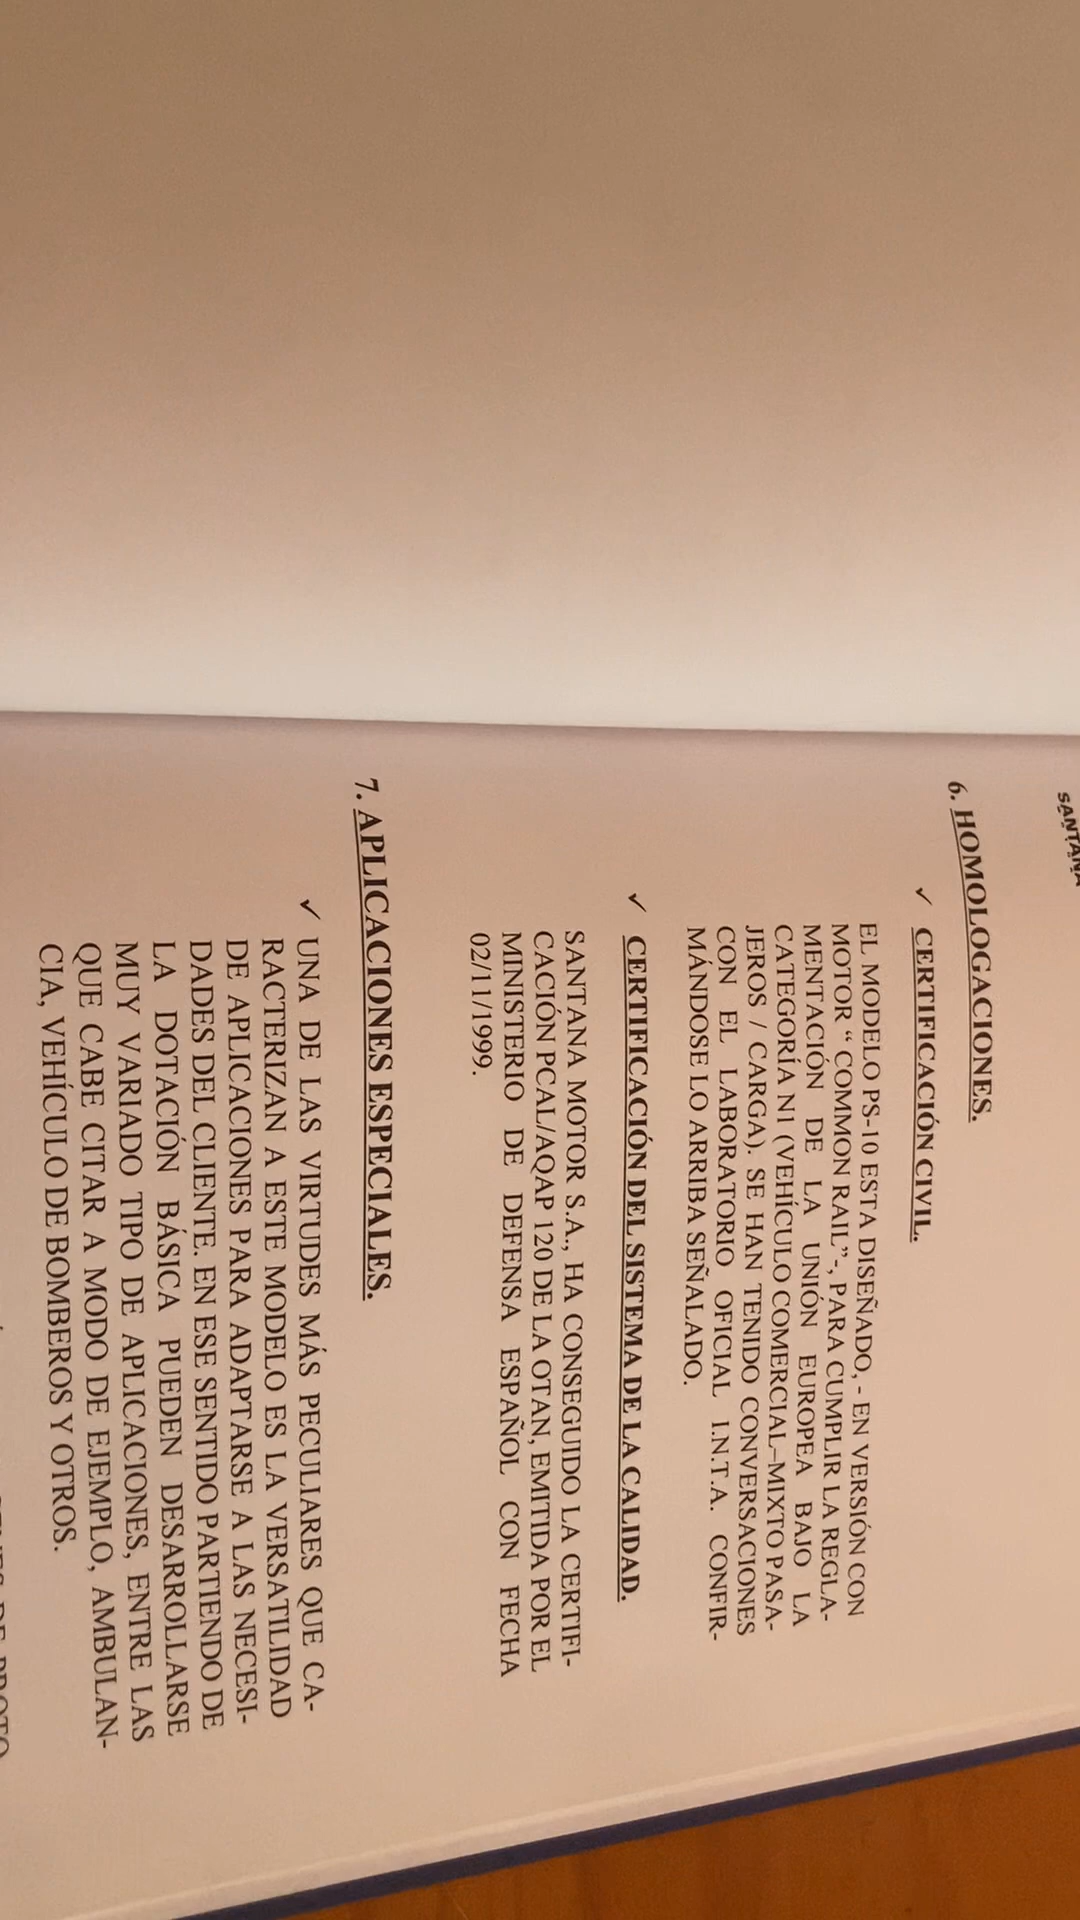 SANTANA
6. HOMOLOGACIONES.
✓ CERTIFICACIÓN CIVIL.
EL MODELO PS-10 ESTA DISEÑADO, - EN VERSIÓN CON
MOTOR “ COMMON RAIL”-, PARA CUMPLIR LA REGLA-
MENTACIÓN DE LA UNIÓN EUROPEA BAJO LA
CATEGORÍA N1 (VEHÍCULO COMERCIAL–MIXTO PASA-
JEROS / CARGA). SE HAN TENIDO CONVERSACIONES
CON EL LABORATORIO OFICIAL I.N.T.A. CONFIR-
MÁNDOSE LO ARRIBA SEÑALADO.
✓ CERTIFICACIÓN DEL SISTEMA DE LA CALIDAD.
SANTANA MOTOR S.A., HA CONSEGUIDO LA CERTIFI-
CACIÓN PCAL/AQAP 120 DE LA OTAN, EMITIDA POR EL
MINISTERIO DE DEFENSA ESPAÑOL CON FECHA
02/11/1999.
7. APLICACIONES ESPECIALES.
✓ UNA DE LAS VIRTUDES MÁS PECULIARES QUE CA-
RACTERIZAN A ESTE MODELO ES LA VERSATILIDAD
DE APLICACIONES PARA ADAPTARSE A LAS NECESI-
DADES DEL CLIENTE. EN ESE SENTIDO PARTIENDO DE
LA DOTACIÓN BÁSICA PUEDEN DESARROLLARSE
MUY VARIADO TIPO DE APLICACIONES, ENTRE LAS
QUE CABE CITAR A MODO DE EJEMPLO, AMBULAN-
CIA, VEHÍCULO DE BOMBEROS Y OTROS.